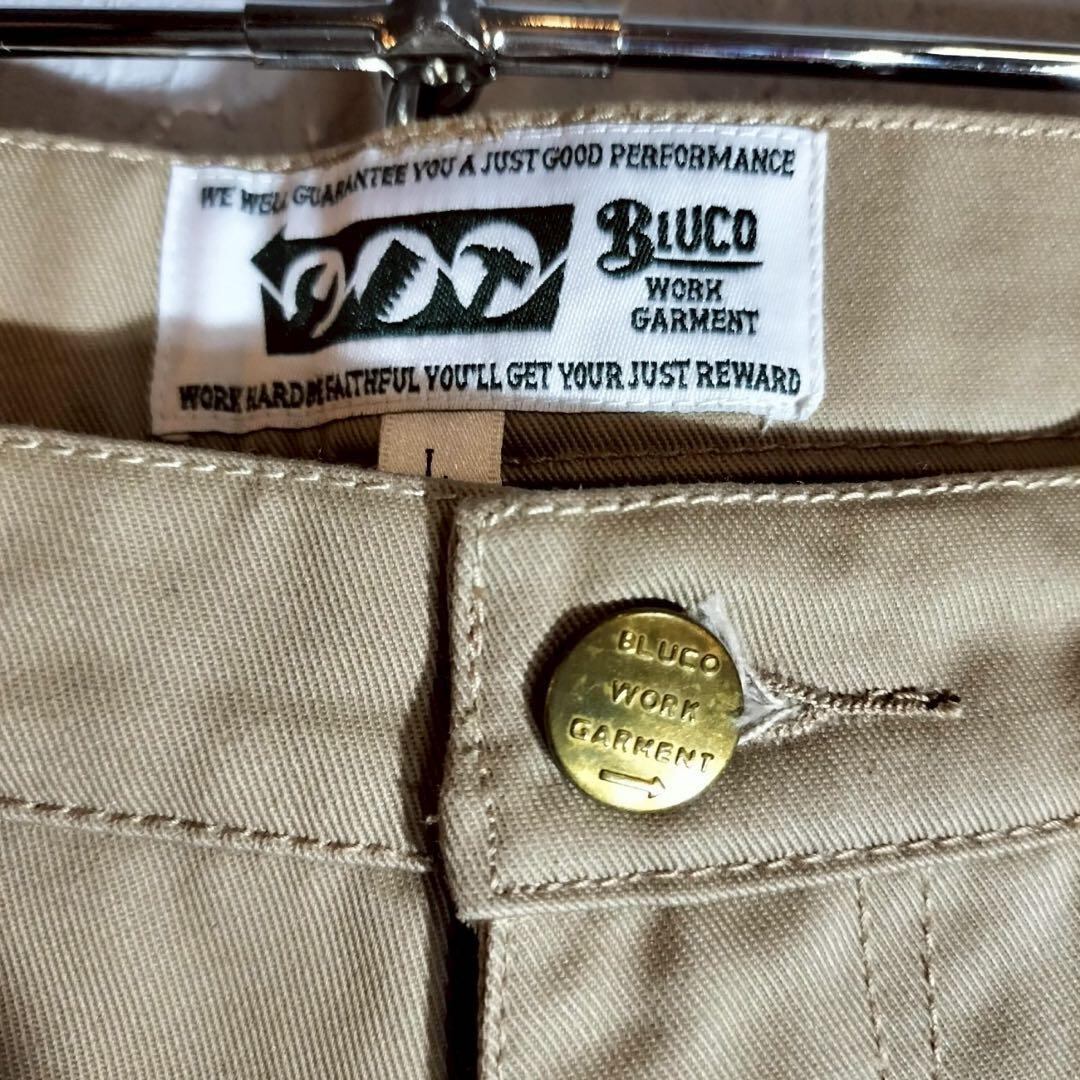 WE WELL GUARANTEE YOU A JUST GOOD PERFORMANCE
BLUCO
WORK
GARMENT
WORK HARD BE FAITHFUL YOU'LL GET YOUR JUST REWARD
L
BLUCO
WORK
GARMENT